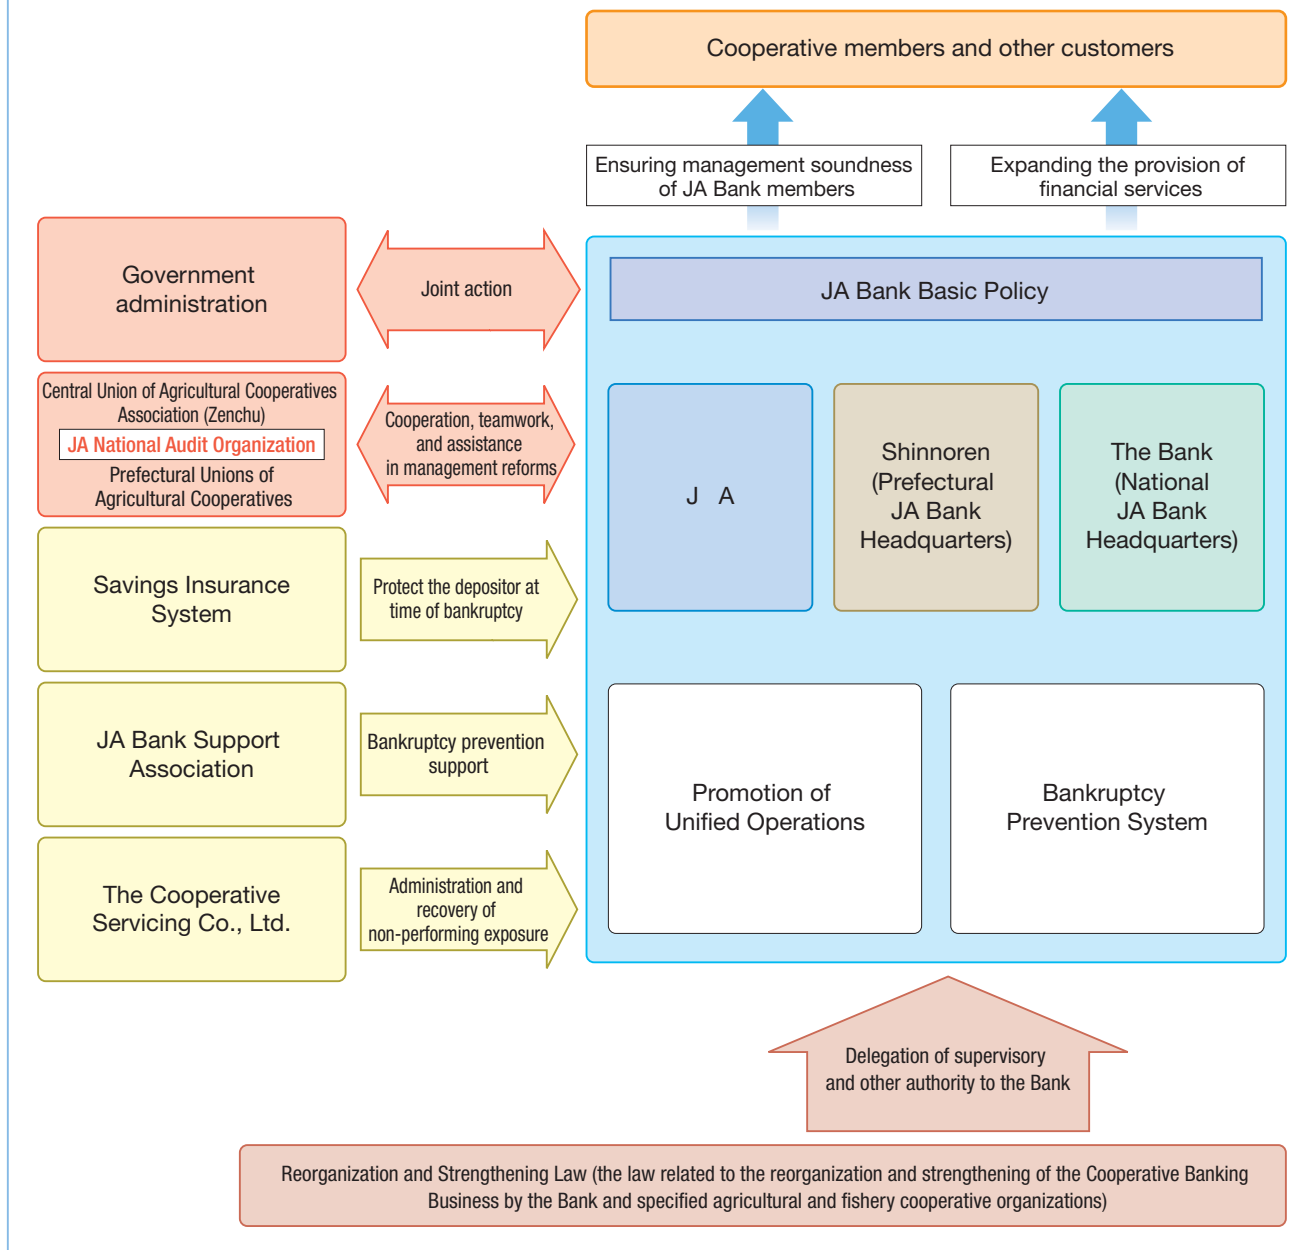 Cooperative members and other customers
Ensuring management soundness
of JA Bank members
Expanding the provision of
financial services
Government
administration
Joint action
JA Bank Basic Policy
Central Union of Agricultural Cooperatives
Association (Zenchu)
JA National Audit Organization
Prefectural Unions of
Agricultural Cooperatives
Cooperation, teamwork,
and assistance
in management reforms
J A
Shinnoren
(Prefectural
JA Bank
Headquarters)
The Bank
(National
JA Bank
Headquarters)
Savings Insurance
System
Protect the depositor at
time of bankruptcy
JA Bank Support
Association
Bankruptcy prevention
support
Promotion of
Unified Operations
Bankruptcy
Prevention System
The Cooperative
Servicing Co., Ltd.
Administration and
recovery of
non-performing exposure
Delegation of supervisory
and other authority to the Bank
Reorganization and Strengthening Law (the law related to the reorganization and strengthening of the Cooperative Banking
Business by the Bank and specified agricultural and fishery cooperative organizations)